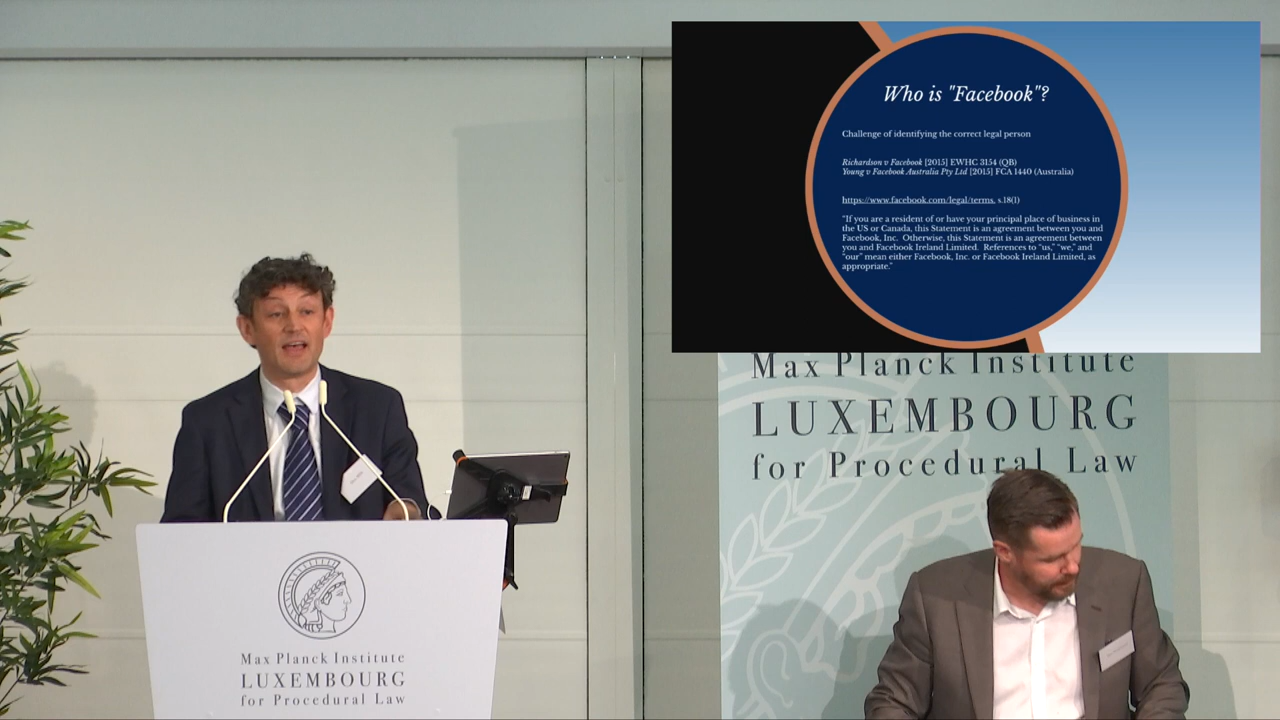 Who is "Facebook"?
Challenge of identifying the correct legal person
Richardson v Facebook [2015] EWHC 3154 (QB)
Young v Facebook Australia Pty Ltd [2015] FCA 1440 (Australia)
https://www.facebook.com/legal/terms, s.18(1)
"If you are a resident of or have your principal place of business in
the US or Canada, this Statement is an agreement between you and
Facebook, Inc. Otherwise, this Statement is an agreement between
you and Facebook Ireland Limited. References to "us," "we," and
"our" mean either Facebook, Inc. or Facebook Ireland Limited, as
appropriate."
Max Planck Institute
LUXEMBOURG
for Procedural Law
Max Planck Institute
LUXEMBOURG
for Procedural Law